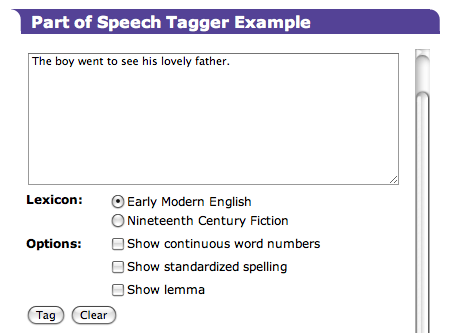 Part of Speech Tagger Example
The boy went to see his lovely father.
Lexicon: Early Modern English
Nineteenth Century Fiction
Options: Show continuous word numbers
Show standardized spelling
Show lemma
Tag Clear